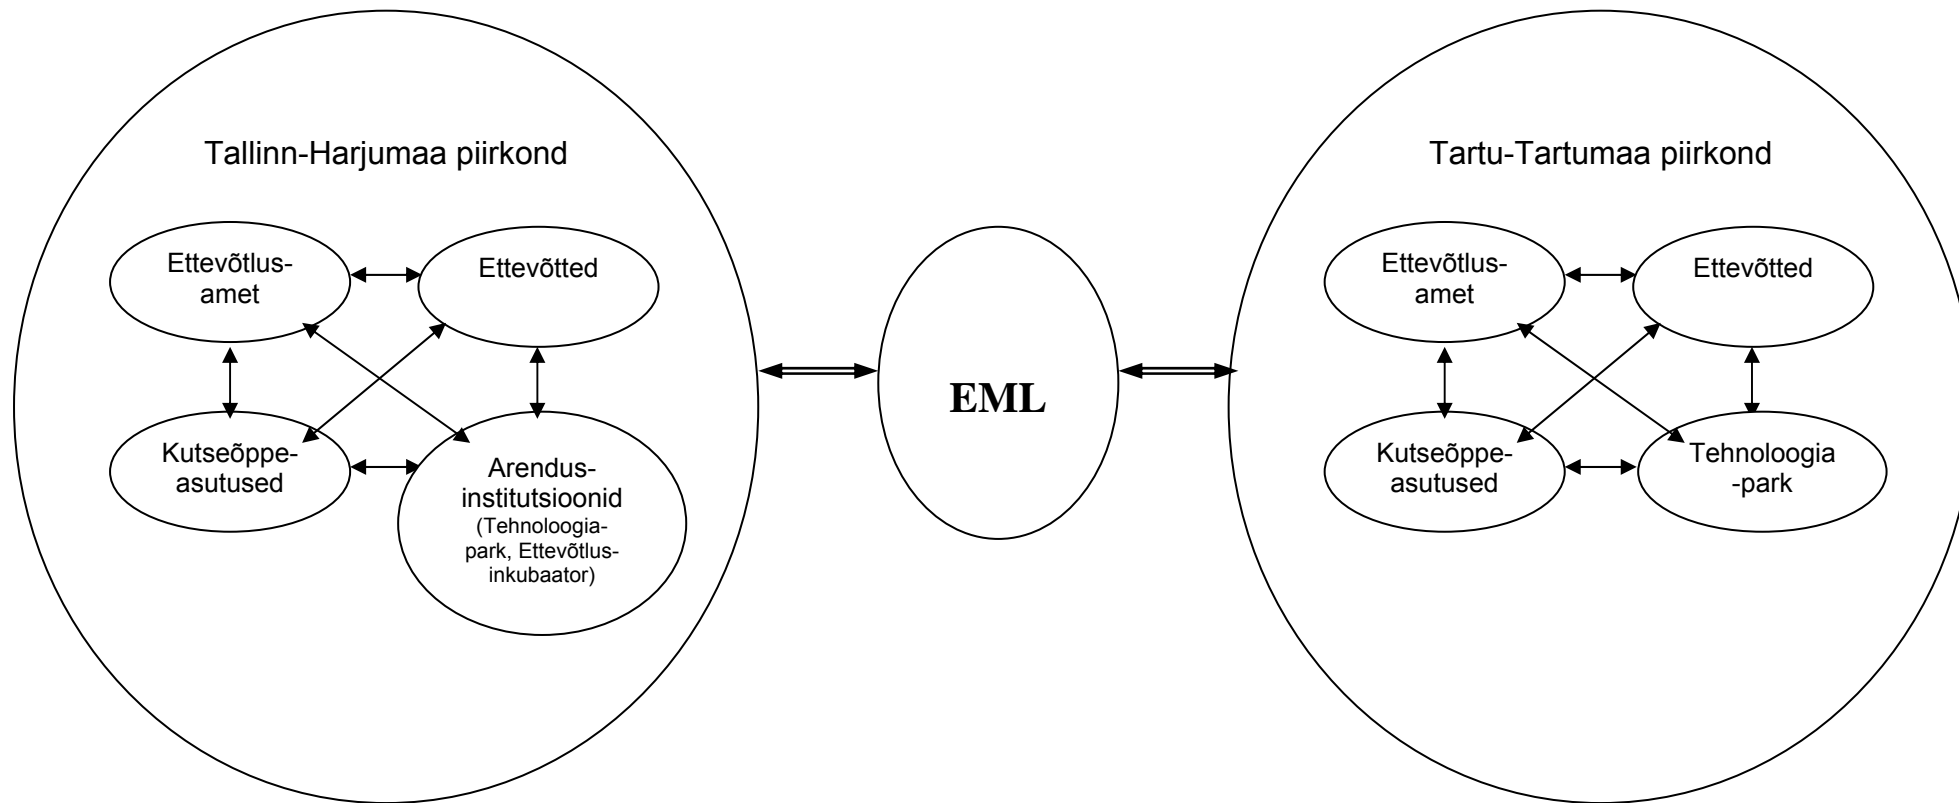 Tallinn-Harjumaa piirkond
Ettevõtlus-
amet
Ettevõtted
Kutseõppe-
asutused
Arendus-
institutsioonid
(Tehnoloogia-
park, Ettevõtlus-
inkubaator)
EML
Tartu-Tartumaa piirkond
Ettevõtlus-
amet
Ettevõtted
Kutseõppe-
asutused
Tehnoloogia
-park